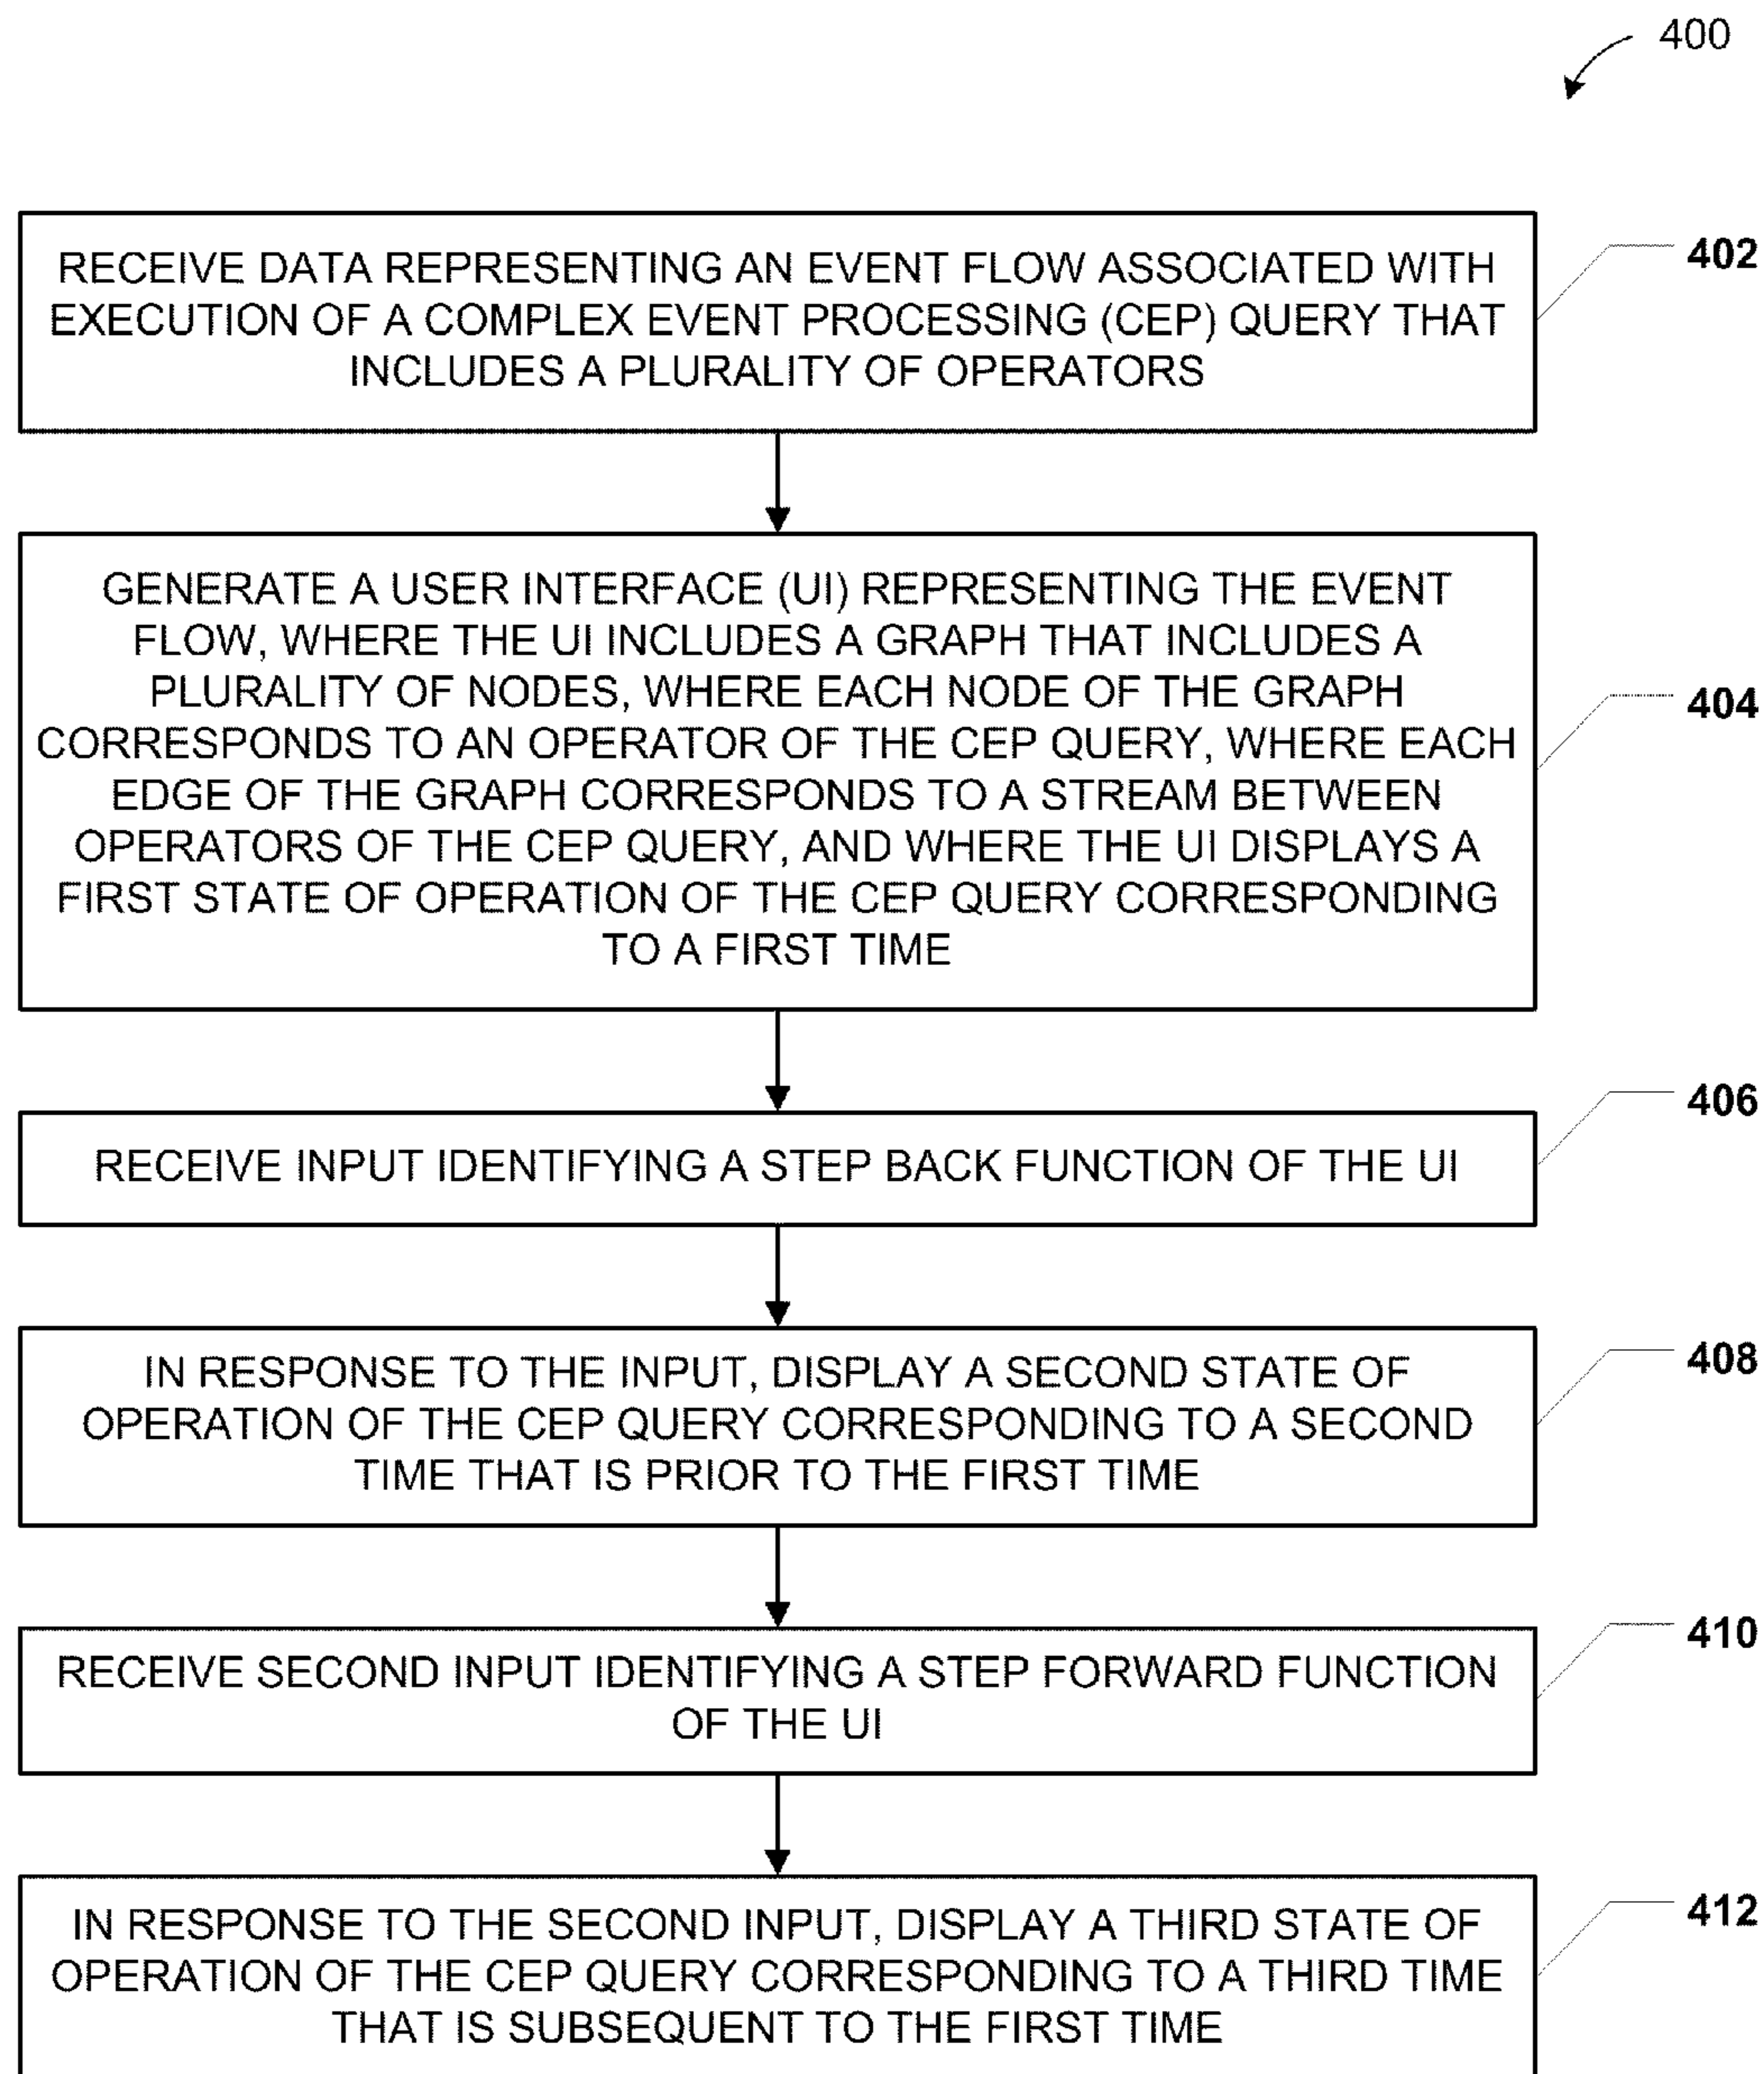 400
RECEIVE DATA REPRESENTING AN EVENT FLOW ASSOCIATED WITH
EXECUTION OF A COMPLEX EVENT PROCESSING (CEP) QUERY THAT
INCLUDES A PLURALITY OF OPERATORS
402
GENERATE A USER INTERFACE (UI) REPRESENTING THE EVENT
FLOW, WHERE THE UI INCLUDES A GRAPH THAT INCLUDES A
PLURALITY OF NODES, WHERE EACH NODE OF THE GRAPH
CORRESPONDS TO AN OPERATOR OF THE CEP QUERY, WHERE EACH
EDGE OF THE GRAPH CORRESPONDS TO A STREAM BETWEEN
OPERATORS OF THE CEP QUERY, AND WHERE THE UI DISPLAYS A
FIRST STATE OF OPERATION OF THE CEP QUERY CORRESPONDING
TO A FIRST TIME
404
RECEIVE INPUT IDENTIFYING A STEP BACK FUNCTION OF THE UI
406
IN RESPONSE TO THE INPUT, DISPLAY A SECOND STATE OF
OPERATION OF THE CEP QUERY CORRESPONDING TO A SECOND
TIME THAT IS PRIOR TO THE FIRST TIME
408
RECEIVE SECOND INPUT IDENTIFYING A STEP FORWARD FUNCTION
OF THE UI
410
IN RESPONSE TO THE SECOND INPUT, DISPLAY A THIRD STATE OF
OPERATION OF THE CEP QUERY CORRESPONDING TO A THIRD TIME
THAT IS SUBSEQUENT TO THE FIRST TIME
412